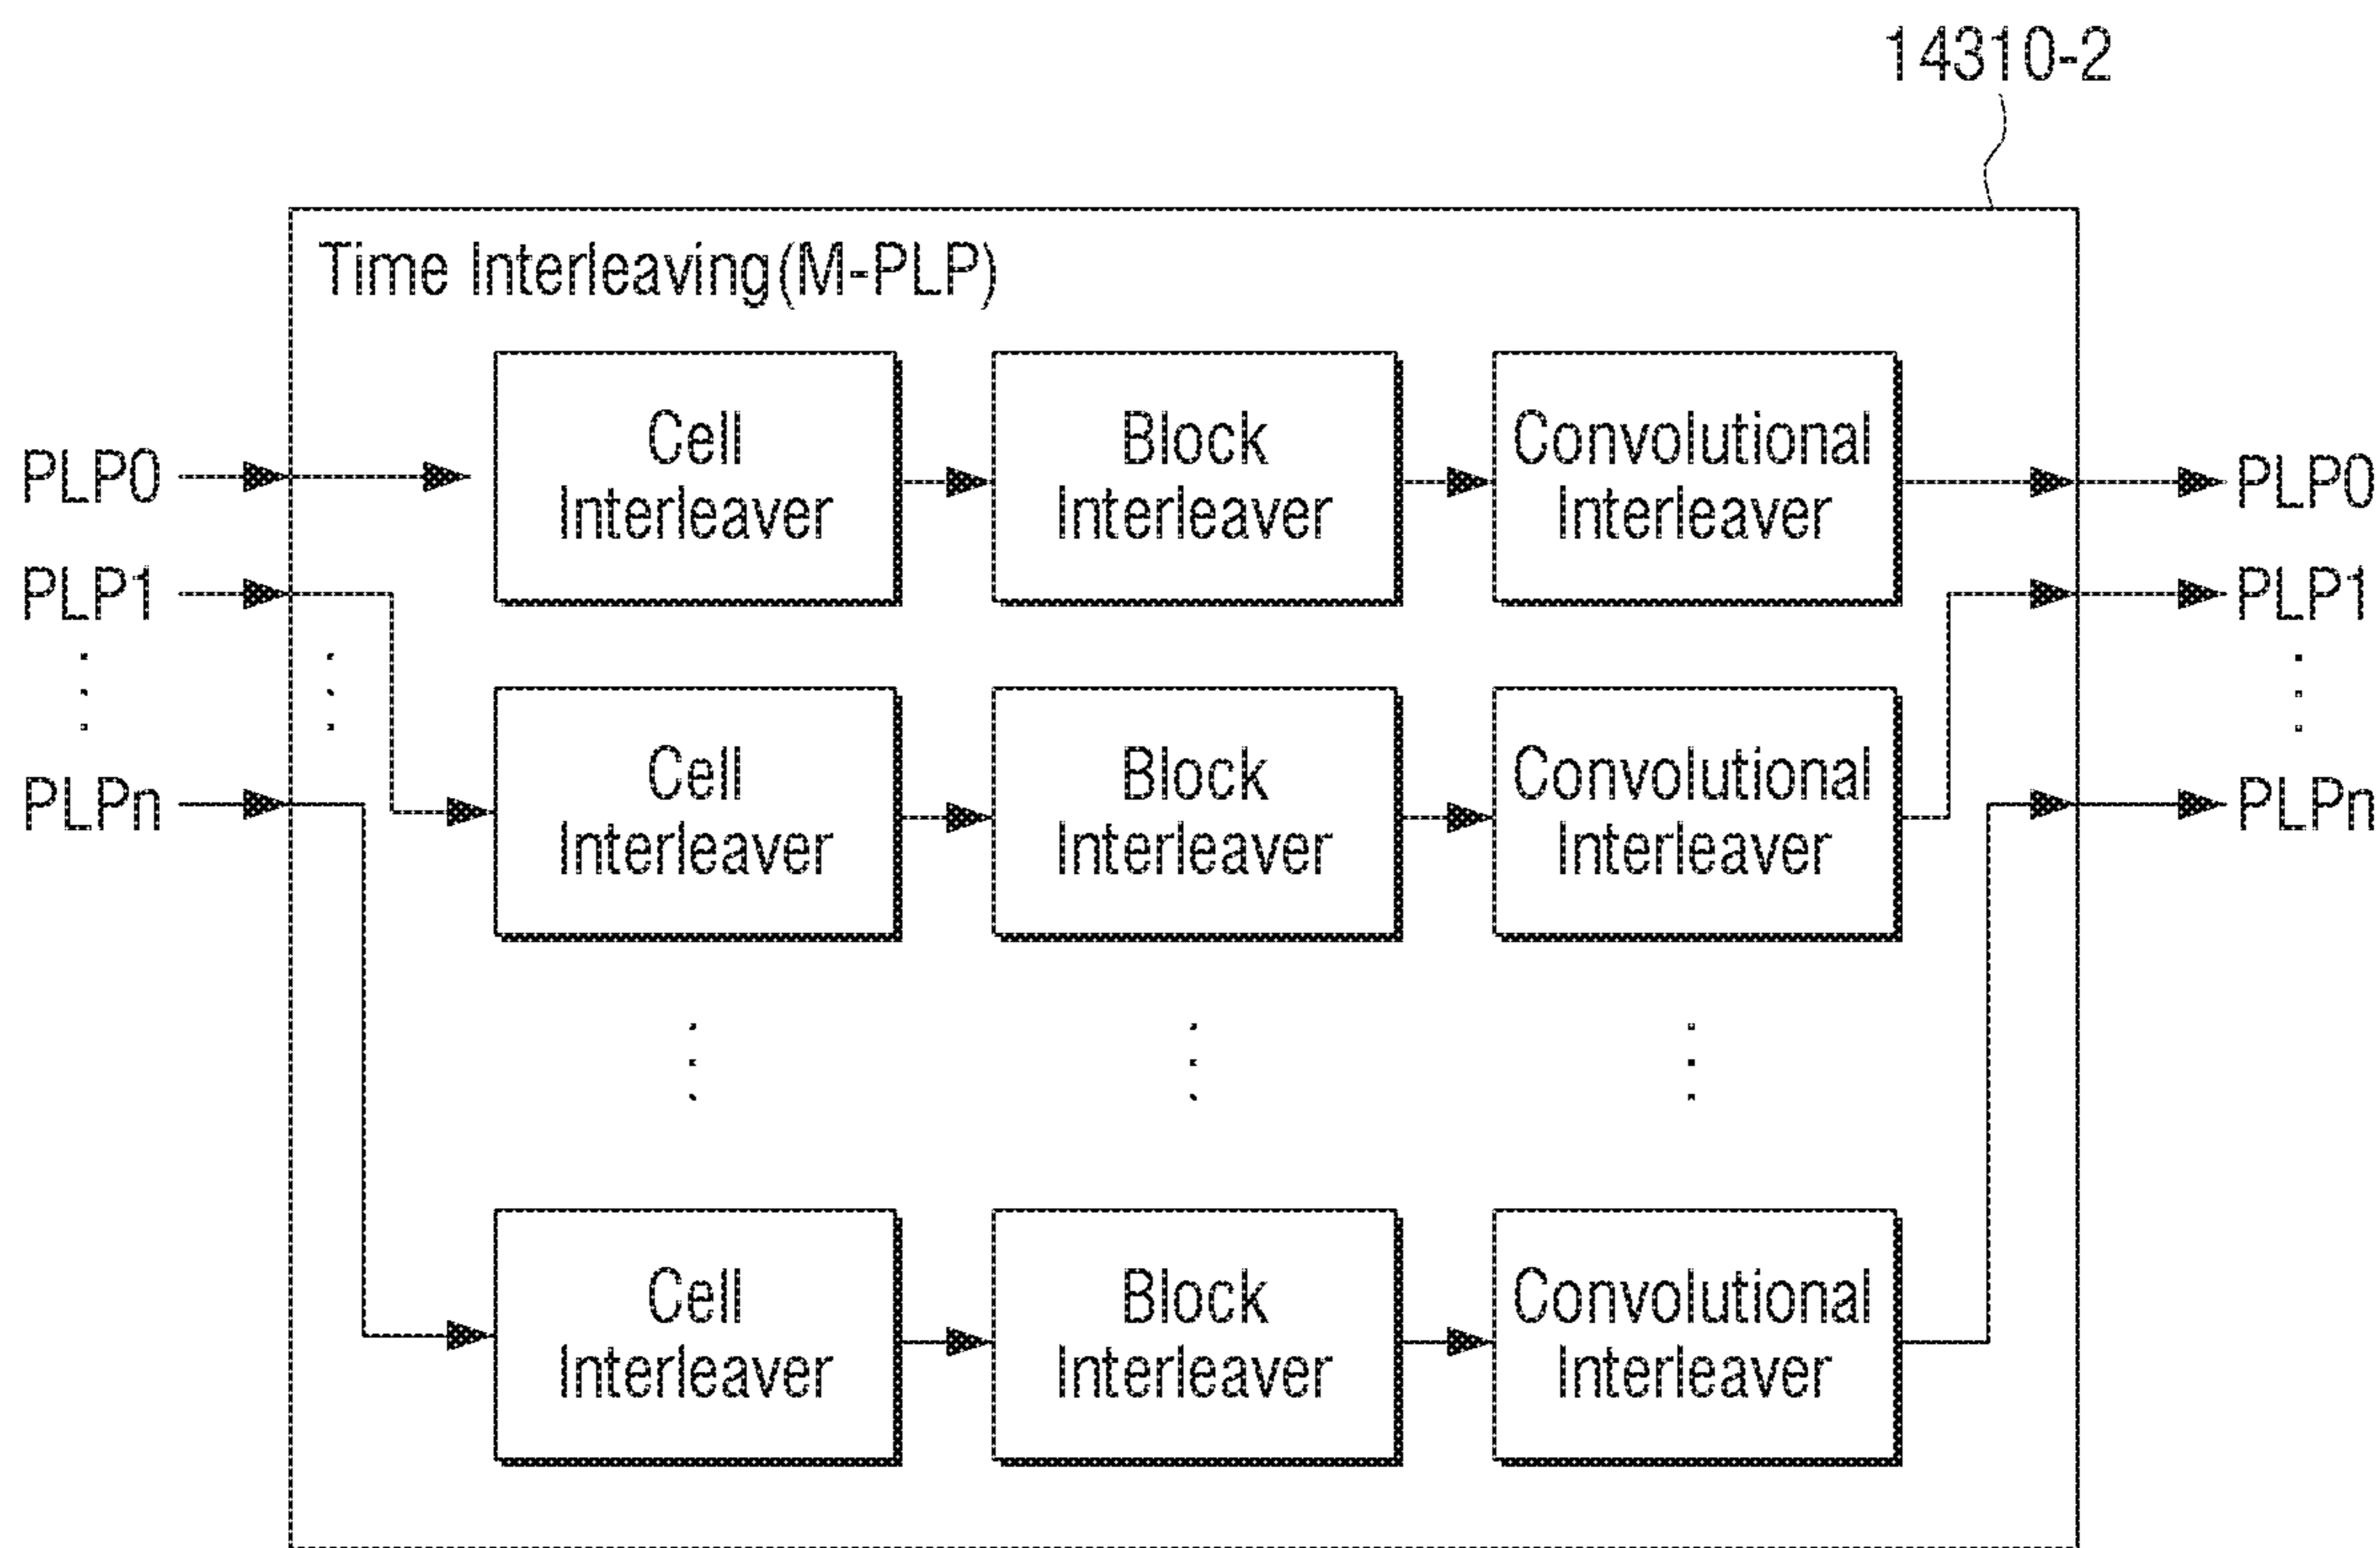 14310-2
Time Interleaving(M-PLP)
PLP0
Cell
Interleaver
Block
Interleaver
Convolutional
Interleaver
PLP0
PLP1
PLP1
Cell
Interleaver
Block
Interleaver
Convolutional
Interleaver
PLPn
PLPn
Cell
Interleaver
Block
Interleaver
Convolutional
Interleaver